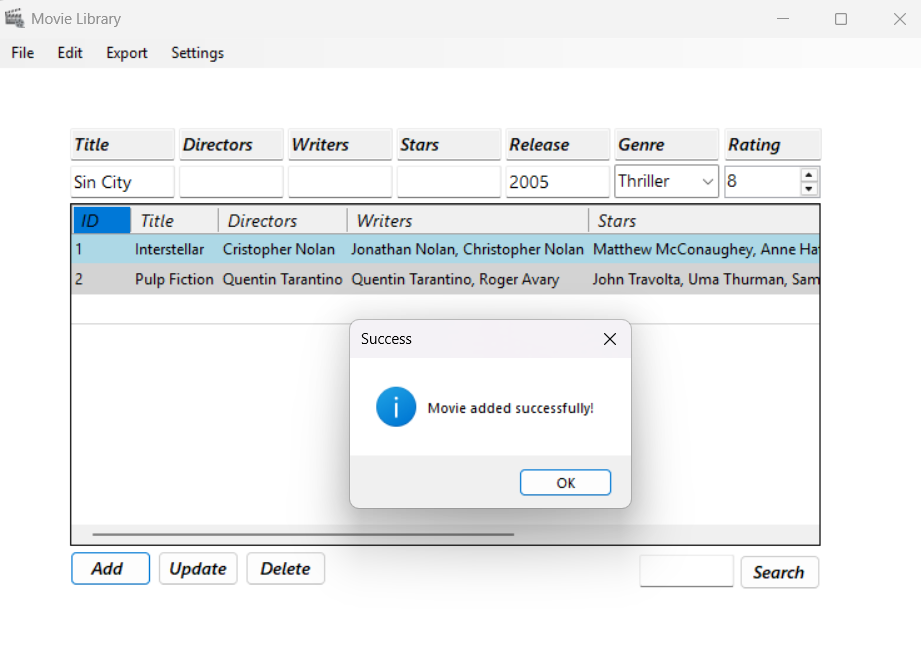 Movie Library
File Edit Export Settings
Title Directors Writers Stars Release Genre Rating
Sin City 2005 Thriller 8
ID Title Directors Writers Stars
1 Interstellar Cristopher Nolan Jonathan Nolan, Christopher Nolan Matthew McConaughey, Anne Hat
2 Pulp Fiction Quentin Tarantino Quentin Tarantino, Roger Avary John Travolta, Uma Thurman, Sam
Success
Movie added successfully!
OK
Add Update Delete Search